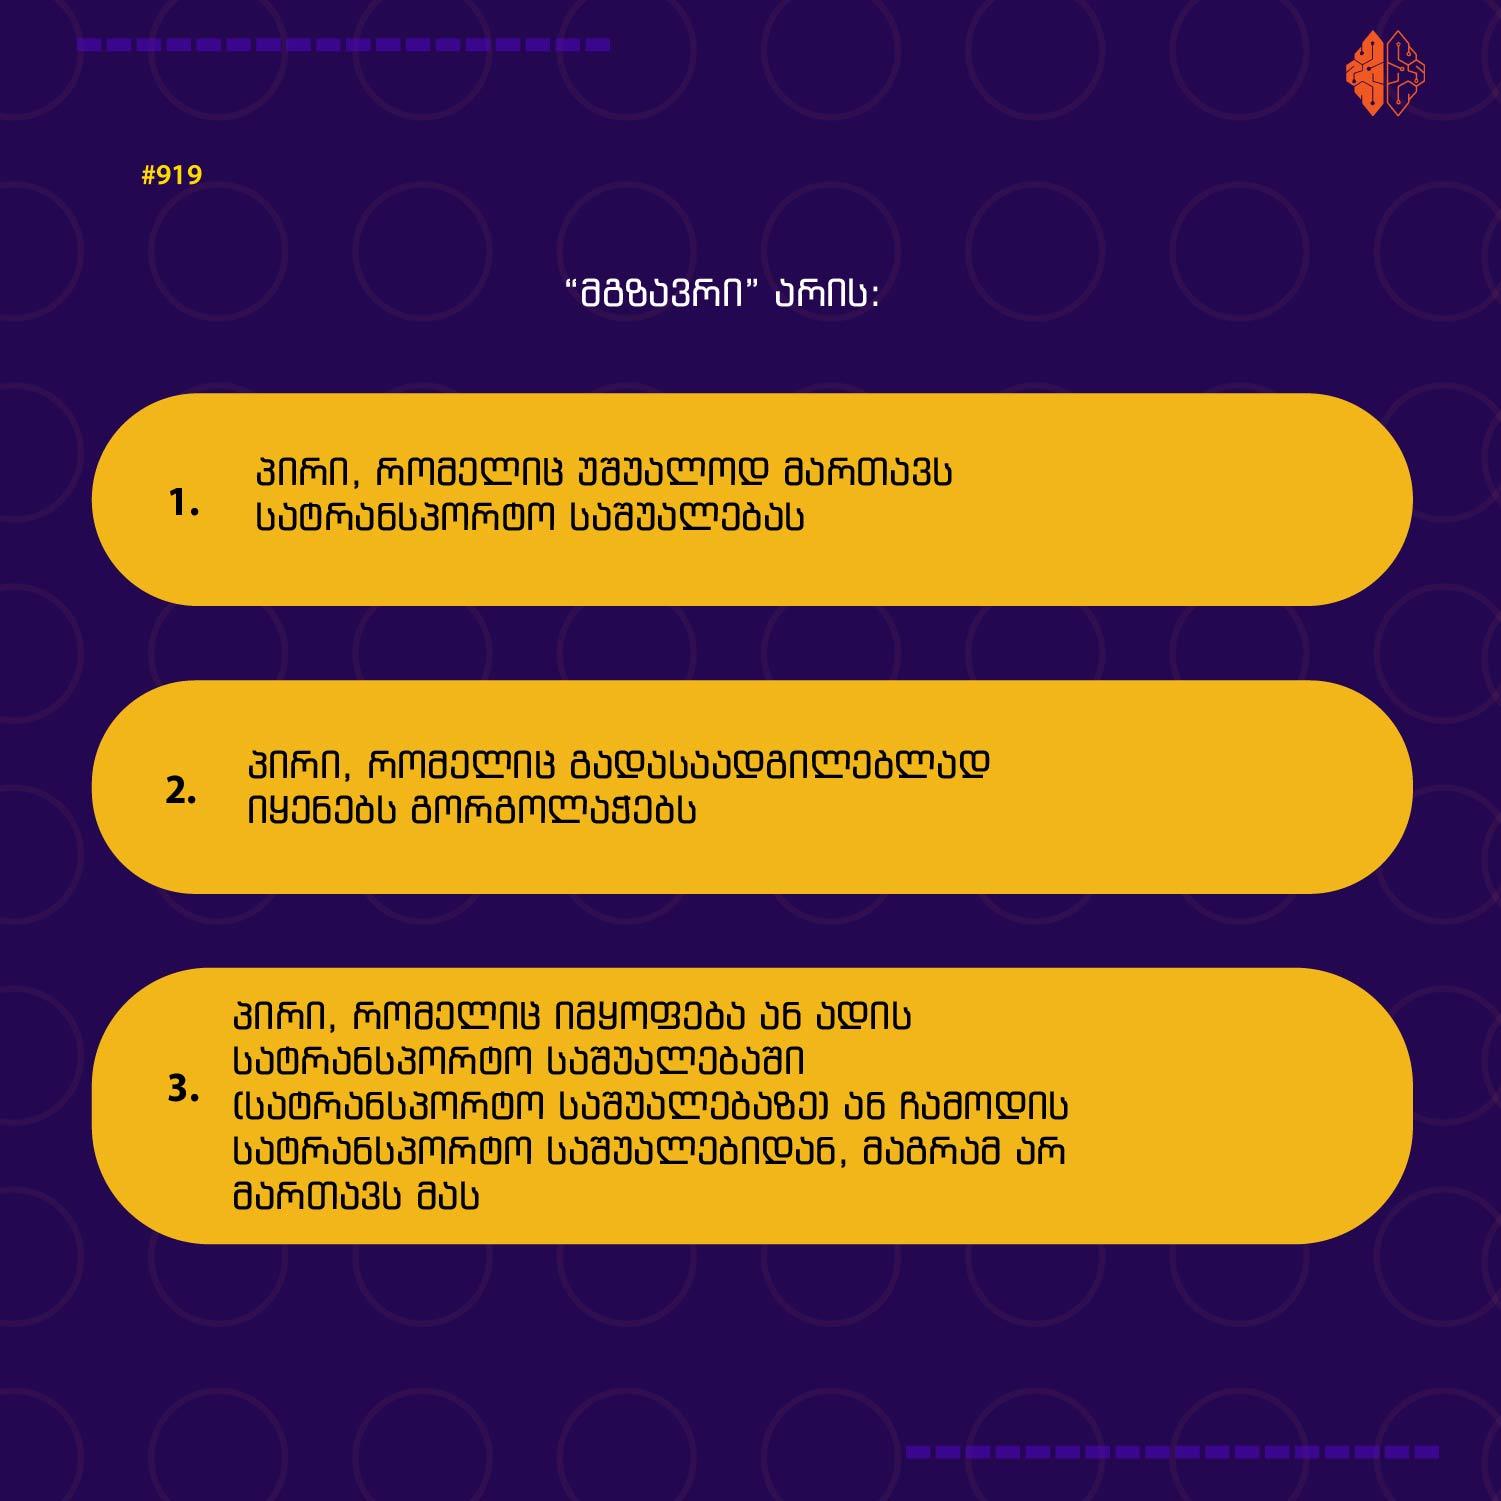 #919
“მგზავრი” არის:
1. პირი, რომელიც უშუალოდ მართავს
სატრანსპორტო საშუალებას
2. პირი, რომელიც გადასაადგილებლად
იყენებს გორგოლაჭებს
3. პირი, რომელიც იმყოფება ან ადის
სატრანსპორტო საშუალებაში
(სატრანსპორტო საშუალებაზე) ან ჩამოდის
სატრანსპორტო საშუალებიდან, მაგრამ არ
მართავს მას